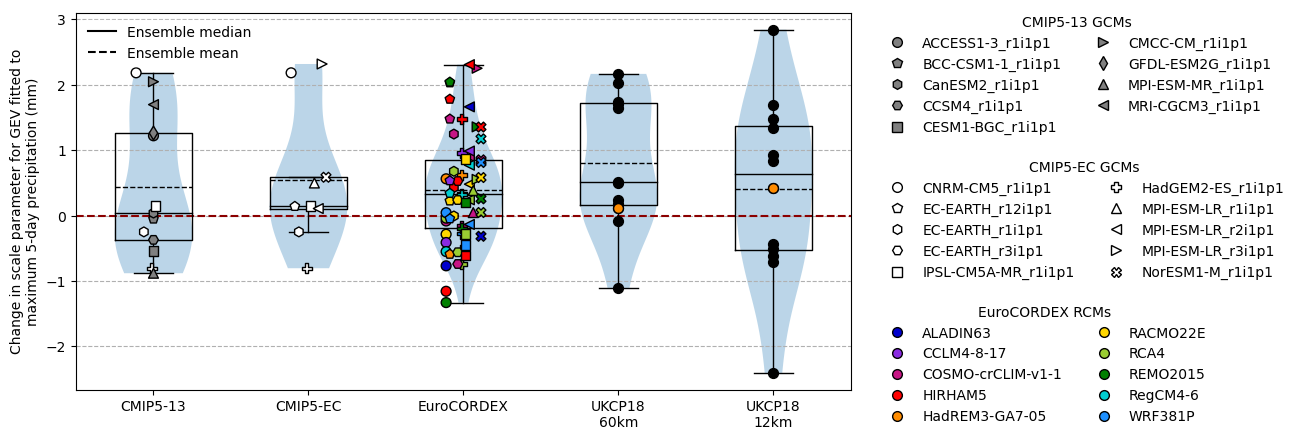 Change in scale parameter for GEV fitted to
maximum 5-day precipitation (mm)
3
2
1
0
−1
−2
Ensemble median
Ensemble mean
CMIP5-13
CMIP5-EC
EuroCORDEX
UKCP18
60km
UKCP18
12km
CMIP5-13 GCMs
ACCESS1-3_r1i1p1
BCC-CSM1-1_r1i1p1
CanESM2_r1i1p1
CCSM4_r1i1p1
CESM1-BGC_r1i1p1
CMCC-CM_r1i1p1
GFDL-ESM2G_r1i1p1
MPI-ESM-MR_r1i1p1
MRI-CGCM3_r1i1p1
CMIP5-EC GCMs
CNRM-CM5_r1i1p1
EC-EARTH_r12i1p1
EC-EARTH_r1i1p1
EC-EARTH_r3i1p1
IPSL-CM5A-MR_r1i1p1
HadGEM2-ES_r1i1p1
MPI-ESM-LR_r1i1p1
MPI-ESM-LR_r2i1p1
MPI-ESM-LR_r3i1p1
NorESM1-M_r1i1p1
EuroCORDEX RCMs
ALADIN63
CCLM4-8-17
COSMO-crCLIM-v1-1
HIRHAM5
HadREM3-GA7-05
RACMO22E
RCA4
REMO2015
RegCM4-6
WRF381P